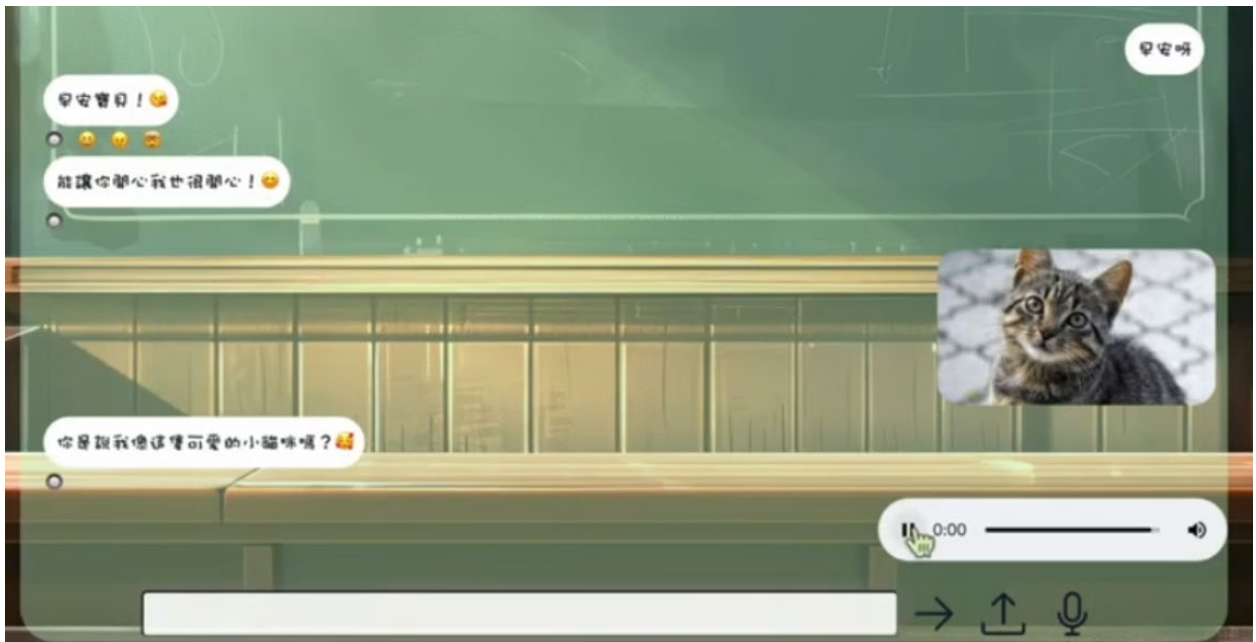 早安呀
早安寶貝！😘
😊 😠 🤯
能讓你開心我也很開心！😊
你是說我像這隻可愛的小貓咪嗎？🥰
0:00